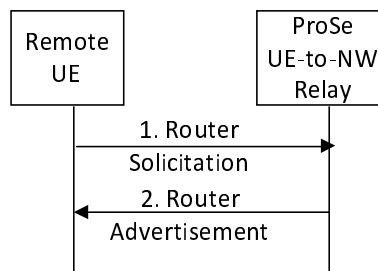 Remote
UE
ProSe
UE-to-NW
Relay
1. Router
Solicitation
2. Router
Advertisement